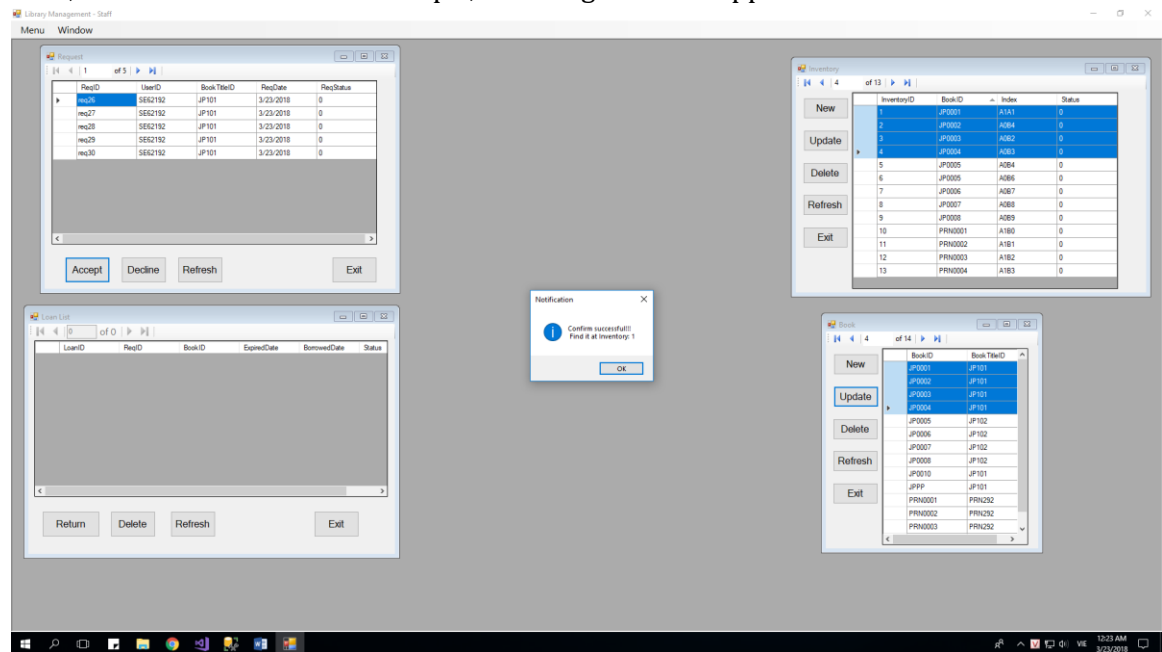 Library Management - Staff
Menu Window
Request
1 of 5
ReqID UserID BookTitleID ReqDate ReqStatus
req26 SE62192 JP101 3/23/2018 0
req27 SE62192 JP101 3/23/2018 0
req28 SE62192 JP101 3/23/2018 0
req29 SE62192 JP101 3/23/2018 0
req30 SE62192 JP101 3/23/2018 0
Accept Decline Refresh Exit
Loan List
0 of 0
LoanID ReqID BookID ExpiredDate BorrowedDate Status
Return Delete Refresh Exit
Notification
Confirm successful!!!
Find it at Inventory: 1
OK
Inventory
4 of 13
New
Update
Delete
Refresh
Exit
InventoryID BookID Index Status
1 JP0001 A1A1 0
2 JP0002 A0B4 0
3 JP0003 A0B2 0
4 JP0004 A0B3 0
5 JP0005 A0B4 0
6 JP0005 A0B6 0
7 JP0006 A0B7 0
8 JP0007 A0B8 0
9 JP0008 A0B9 0
10 PRN0001 A1B0 0
11 PRN0002 A1B1 0
12 PRN0003 A1B2 0
13 PRN0004 A1B3 0
Book
4 of 14
New
Update
Delete
Refresh
Exit
BookID BookTitleID
JP0001 JP101
JP0002 JP101
JP0003 JP101
JP0004 JP101
JP0005 JP102
JP0006 JP102
JP0007 JP102
JP0008 JP102
JP0010 JP101
JPPP JP101
PRN0001 PRN292
PRN0002 PRN292
PRN0003 PRN292
VIE
12:23 AM
3/23/2018